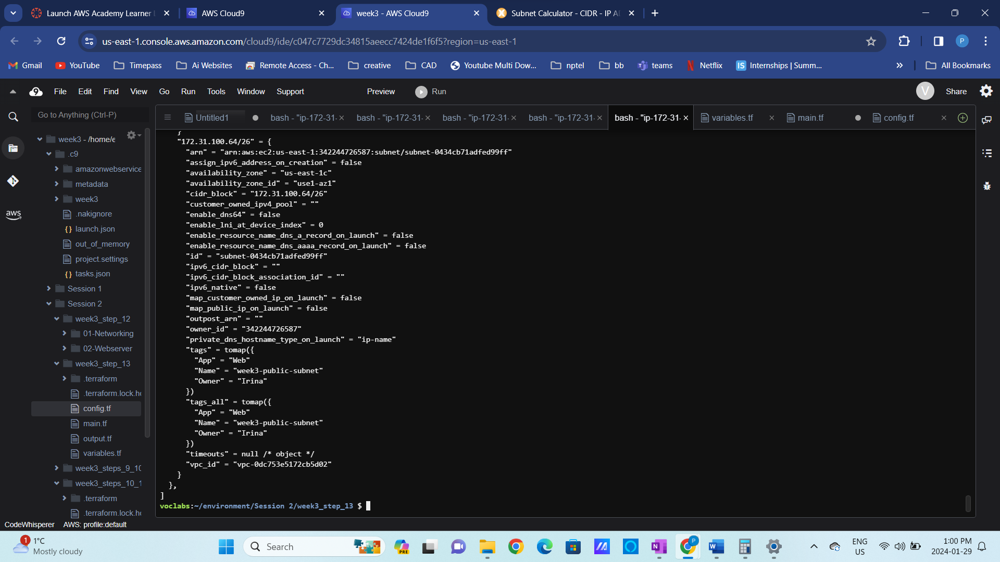 Launch AWS Academy Learner L
AWS Cloud9
week3 - AWS Cloud9
Subnet Calculator - CIDR - IP A
us-east-1.console.aws.amazon.com/cloud9/ide/c047c7729dc34815aeecc7424de1f6f5?region=us-east-1
P
Gmail
YouTube
Timepass
Ai Websites
Remote Access - Ch...
creative
CAD
Youtube Multi Dow...
nptel
bb
teams
Netflix
IS
Internships | Summ...
All Bookmarks
9
File
Edit
Find
View
Go
Run
Tools
Window
Support
Preview
Run
V
Share
Go to Anything (Ctrl-P)
Untitled1
bash - "ip-172-31-
bash - "ip-172-31-
bash - "ip-172-31-
bash - "ip-172-31-
bash - "ip-172-31-
variables.tf
main.tf
config.tf
aws
week3 - /home/e
.c9
amazonwebservice
metadata
week3
.nakignore
{} launch.json
out_of_memory
project.settings
{} tasks.json
Session 1
Session 2
week3_step_12
01-Networking
02-Webserver
week3_step_13
.terraform
.terraform.lock.hc
config.tf
main.tf
output.tf
variables.tf
week3_steps_9_10
week3_steps_10_1
.terraform
.terraform.lock.hc
}
"172.31.100.64/26" = {
"arn" = "arn:aws:ec2:us-east-1:342244726587:subnet/subnet-0434cb71adfed99ff"
"assign_ipv6_address_on_creation" = false
"availability_zone" = "us-east-1c"
"availability_zone_id" = "use1-az1"
"cidr_block" = "172.31.100.64/26"
"customer_owned_ipv4_pool" = ""
"enable_dns64" = false
"enable_lni_at_device_index" = 0
"enable_resource_name_dns_a_record_on_launch" = false
"enable_resource_name_dns_aaaa_record_on_launch" = false
"id" = "subnet-0434cb71adfed99ff"
"ipv6_cidr_block" = ""
"ipv6_cidr_block_association_id" = ""
"ipv6_native" = false
"map_customer_owned_ip_on_launch" = false
"map_public_ip_on_launch" = false
"outpost_arn" = ""
"owner_id" = "342244726587"
"private_dns_hostname_type_on_launch" = "ip-name"
"tags" = tomap({
"App" = "Web"
"Name" = "week3-public-subnet"
"Owner" = "Irina"
})
"tags_all" = tomap({
"App" = "Web"
"Name" = "week3-public-subnet"
"Owner" = "Irina"
})
"timeouts" = null /* object */
"vpc_id" = "vpc-0dc753e5172cb5d02"
}
},
]
voclabs:~/environment/Session 2/week3_step_13 $
CodeWhisperer
AWS: profile:default
1
1°C
Mostly cloudy
Search
PRE
N
P
W
ENG
US
1:00 PM
2024-01-29